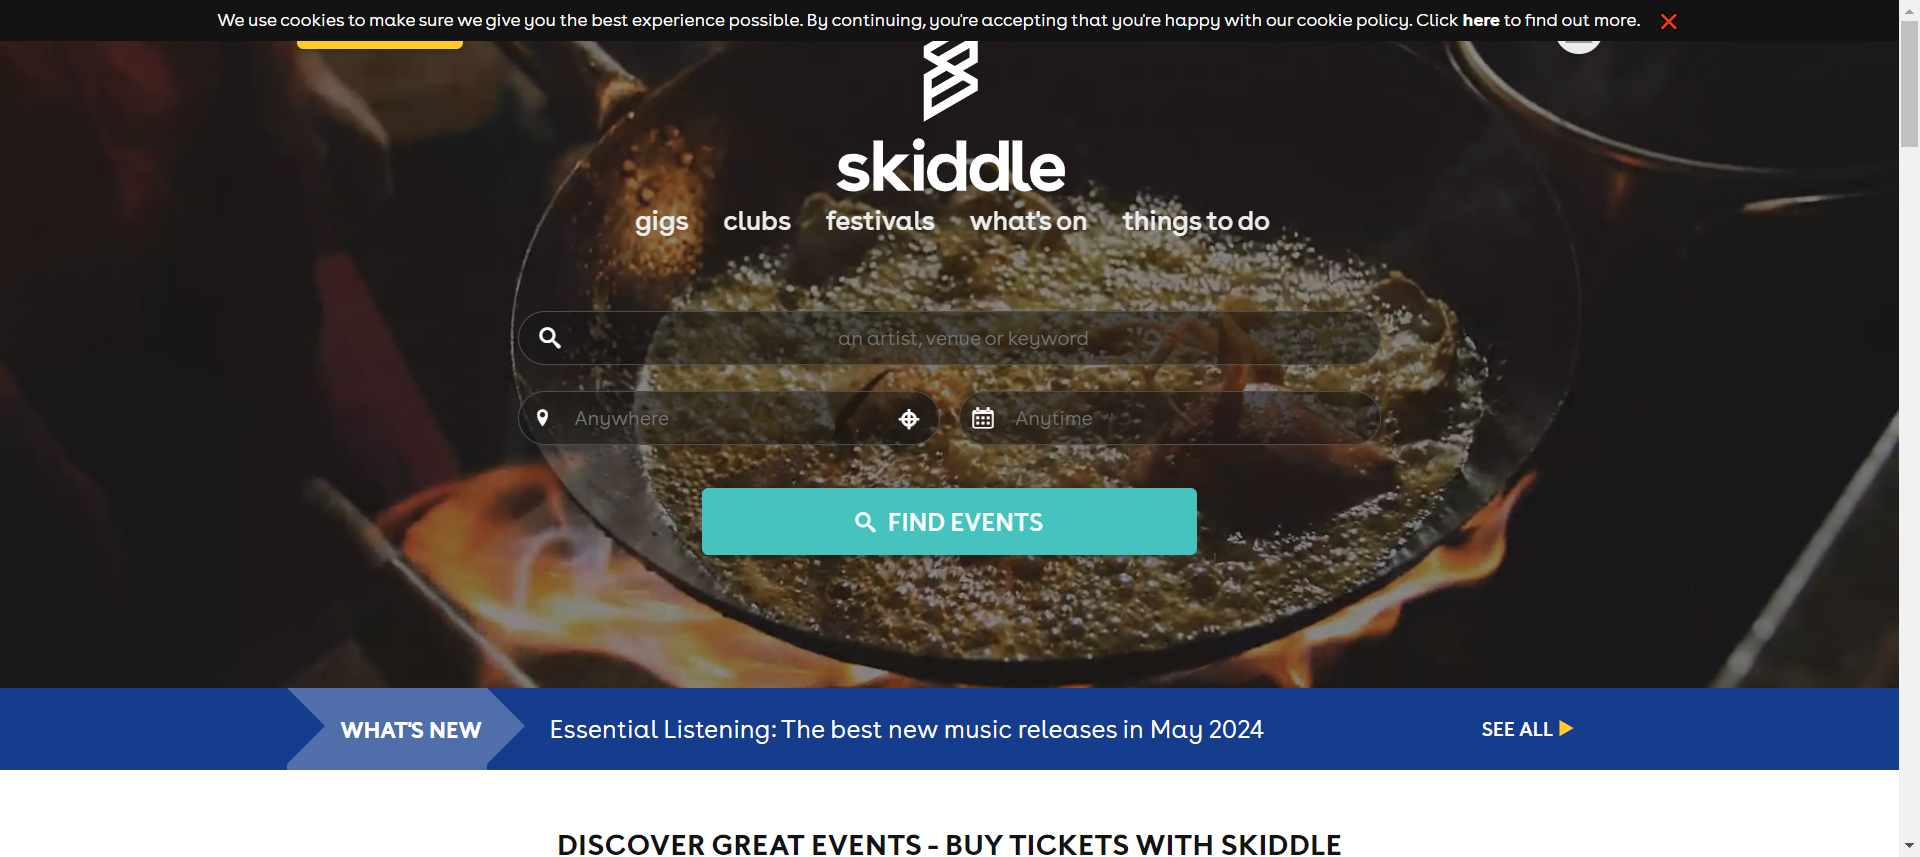 We use cookies to make sure we give you the best experience possible. By continuing, you're accepting that you're happy with our cookie policy. Click here to find out more.
skiddle
gigs clubs festivals what's on things to do
an artist, venue or keyword
Anywhere Anytime
FIND EVENTS
WHAT'S NEW Essential Listening: The best new music releases in May 2024 SEE ALL
DISCOVER GREAT EVENTS - BUY TICKETS WITH SKIDDLE